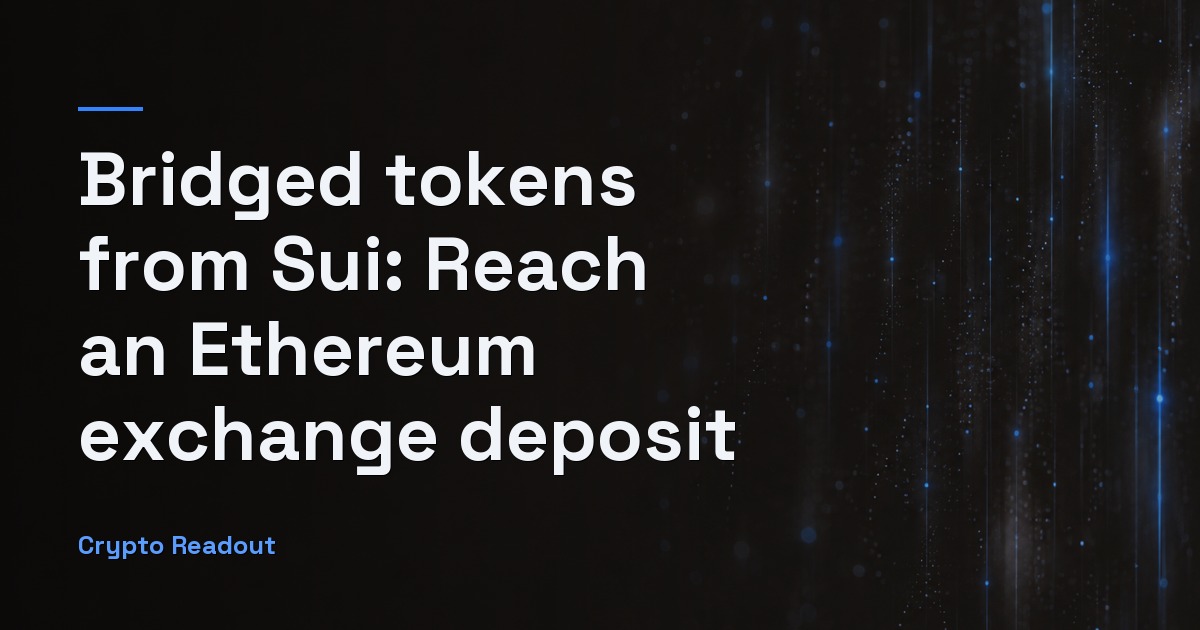 Bridged tokens
from Sui: Reach
an Ethereum
exchange deposit
Crypto Readout